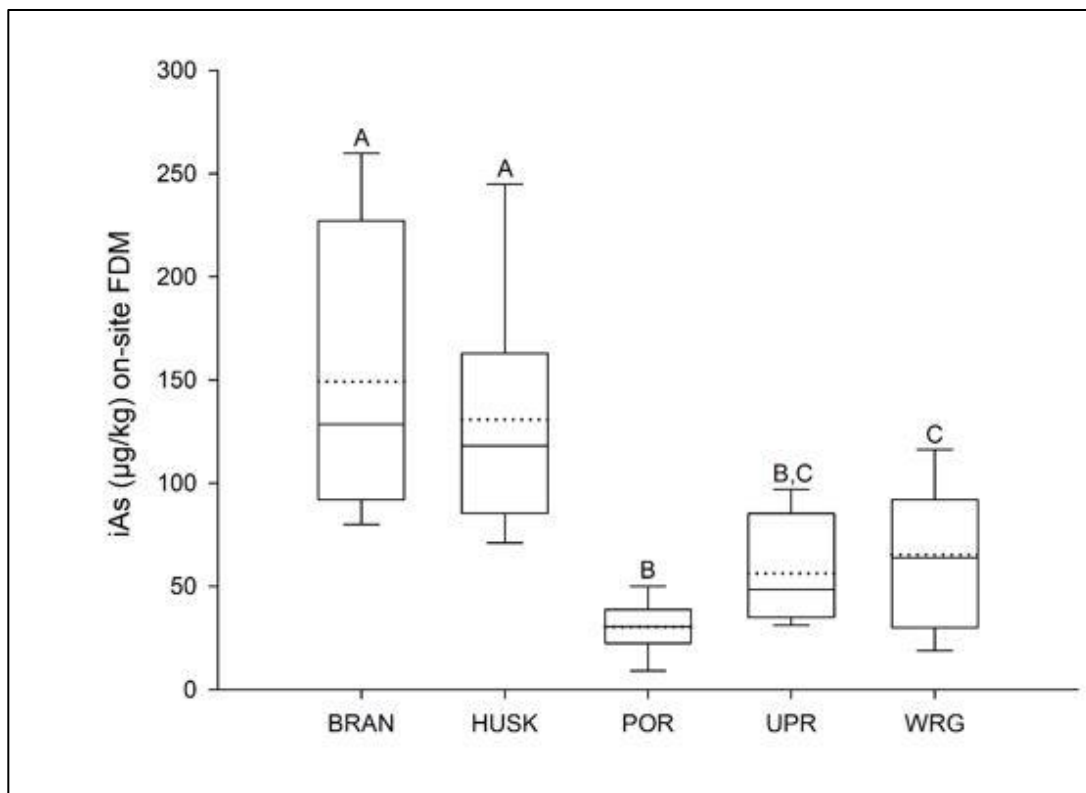 300
250
200
150
100
50
0
iAs (µg/kg) on-site FDM
A
A
B
B,C
C
BRAN HUSK POR UPR WRG